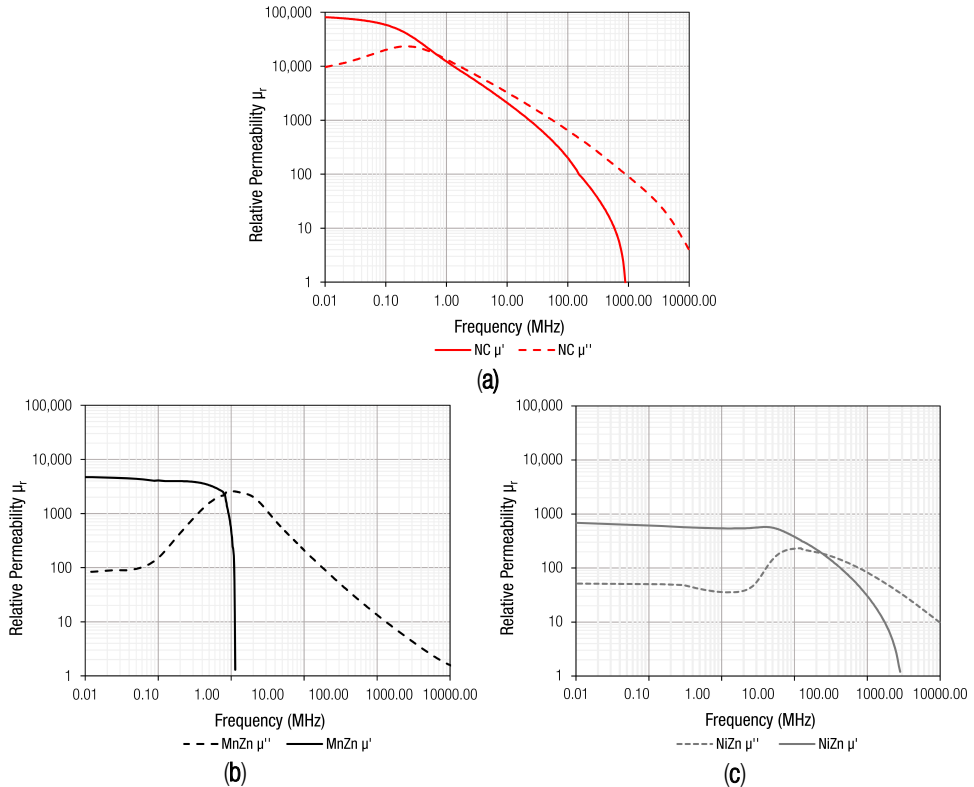 100,000
10,000
1000
100
10
1
Relative Permeability μr
0.01 0.10 1.00 10.00 100.00 1000.00 10000.00
Frequency (MHz)
NC μ' NC μ''
(a)
100,000
10,000
1000
100
10
1
Relative Permeability μr
0.01 0.10 1.00 10.00 100.00 1000.00 10000.00
Frequency (MHz)
MnZn μ'' MnZn μ'
(b)
100,000
10,000
1000
100
10
1
Relative Permeability μr
0.01 0.10 1.00 10.00 100.00 1000.00 10000.00
Frequency (MHz)
NiZn μ'' NiZn μ'
(c)